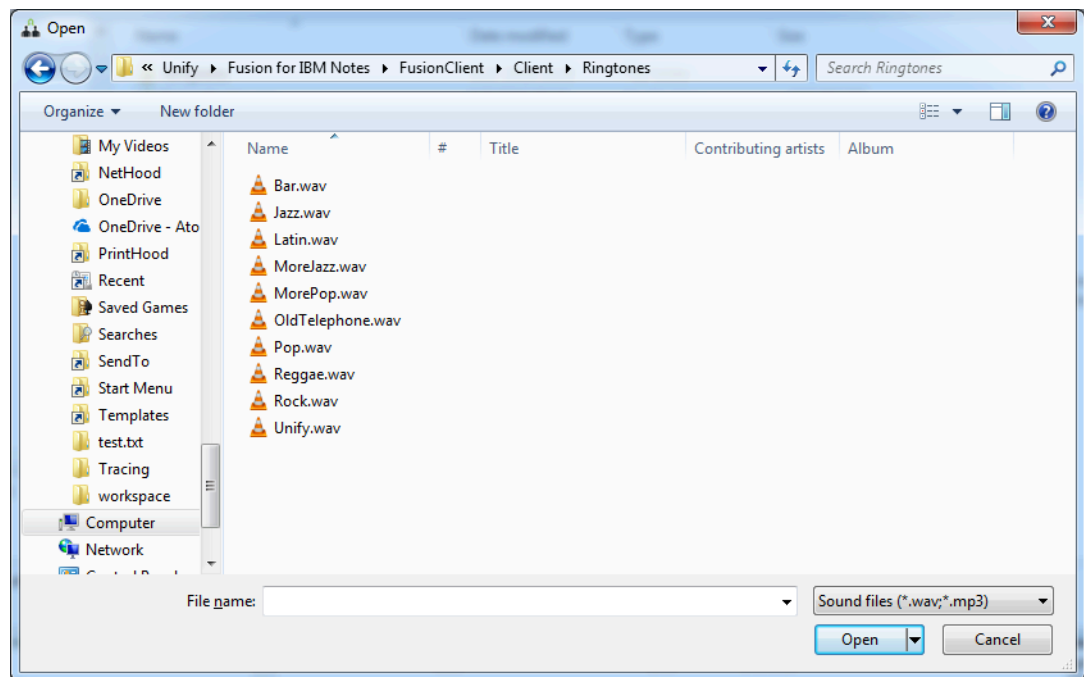 Open
« Unify ▸ Fusion for IBM Notes ▸ FusionClient ▸ Client ▸ Ringtones
Search Ringtones
Organize New folder
My Videos
NetHood
OneDrive
OneDrive - Ato
PrintHood
Recent
Saved Games
Searches
SendTo
Start Menu
Templates
test.txt
Tracing
workspace
Computer
Network
Name # Title Contributing artists Album
Bar.wav
Jazz.wav
Latin.wav
MoreJazz.wav
MorePop.wav
OldTelephone.wav
Pop.wav
Reggae.wav
Rock.wav
Unify.wav
File name:
Sound files (*.wav;*.mp3)
Open Cancel